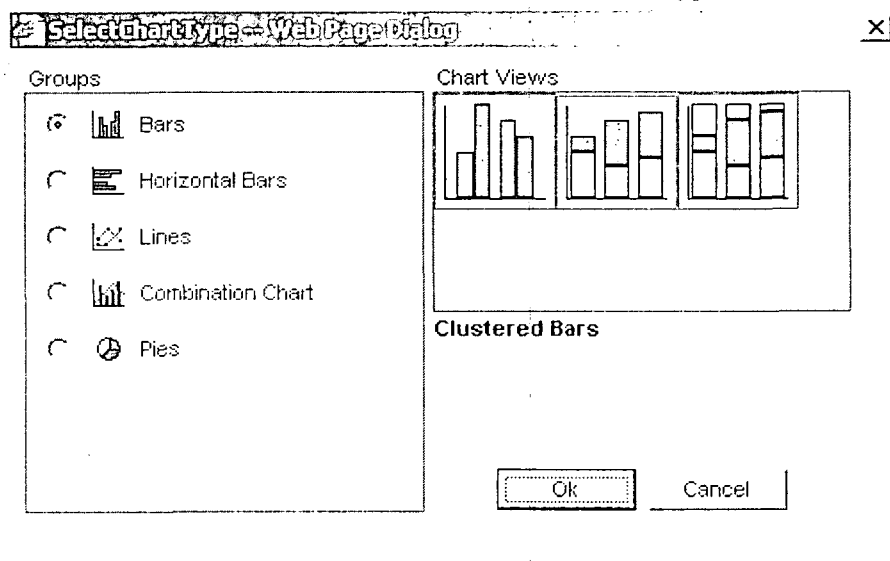 SelectChartType -- Web Page Dialog
Groups
Bars
Horizontal Bars
Lines
Combination Chart
Pies
Chart Views
Clustered Bars
Ok
Cancel